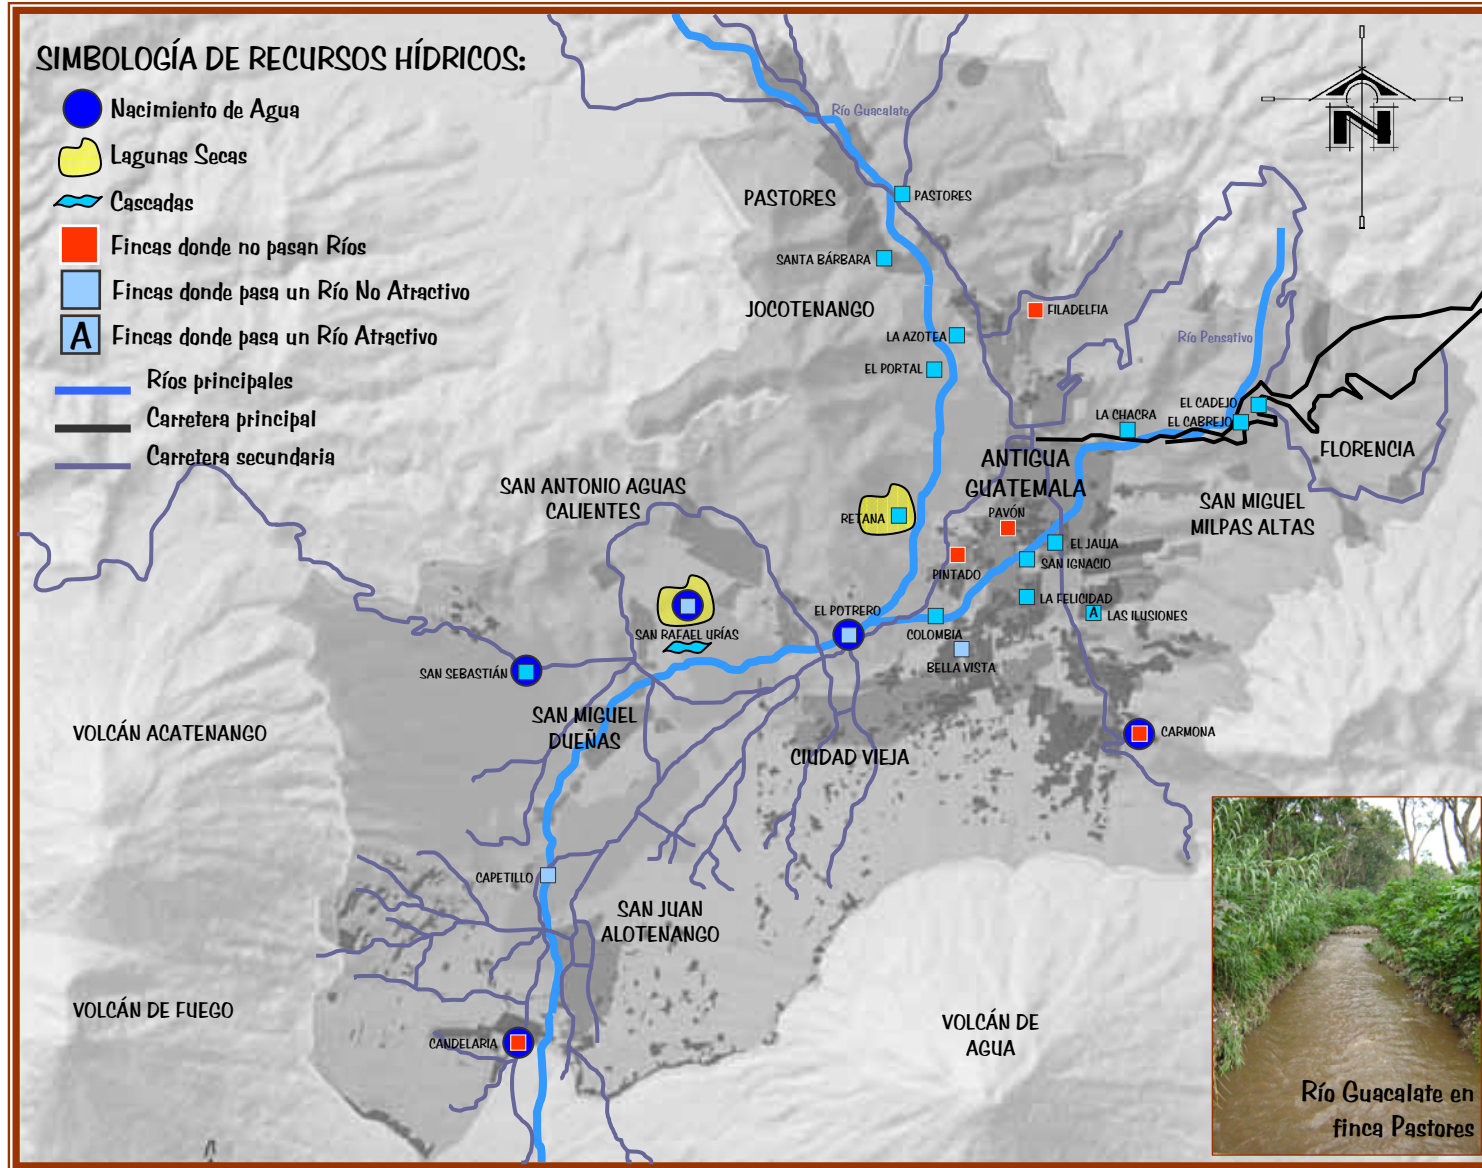 SIMBOLOGÍA DE RECURSOS HÍDRICOS:
Nacimiento de Agua
Lagunas Secas
Cascadas
Fincas donde no pasan Ríos
Fincas donde pasa un Río No Atractivo
A
Fincas donde pasa un Río Atractivo
Ríos principales
Carretera principal
Carretera secundaria
N
Río Guacalate
PASTORES
PASTORES
SANTA BÁRBARA
JOCOTENANGO
FILADELFIA
LA AZOTEA
Río Pensativo
EL PORTAL
EL CADEJO
LA CHACRA
EL CABREJO
FLORENCIA
ANTIGUA
GUATEMALA
SAN ANTONIO AGUAS
CALIENTES
SAN MIGUEL
MILPAS ALTAS
RETANA
PAVÓN
EL JAUJA
SAN IGNACIO
PINTADO
LA FELICIDAD
A
LAS ILUSIONES
EL POTRERO
SAN RAFAEL URÍAS
COLOMBIA
BELLA VISTA
SAN SEBASTIÁN
SAN MIGUEL
DUEÑAS
VOLCÁN ACATENANGO
CARMONA
CIUDAD VIEJA
CAPETILLO
SAN JUAN
ALOTENANGO
VOLCÁN DE FUEGO
VOLCÁN DE
AGUA
CANDELARIA
Río Guacalate en
finca Pastores